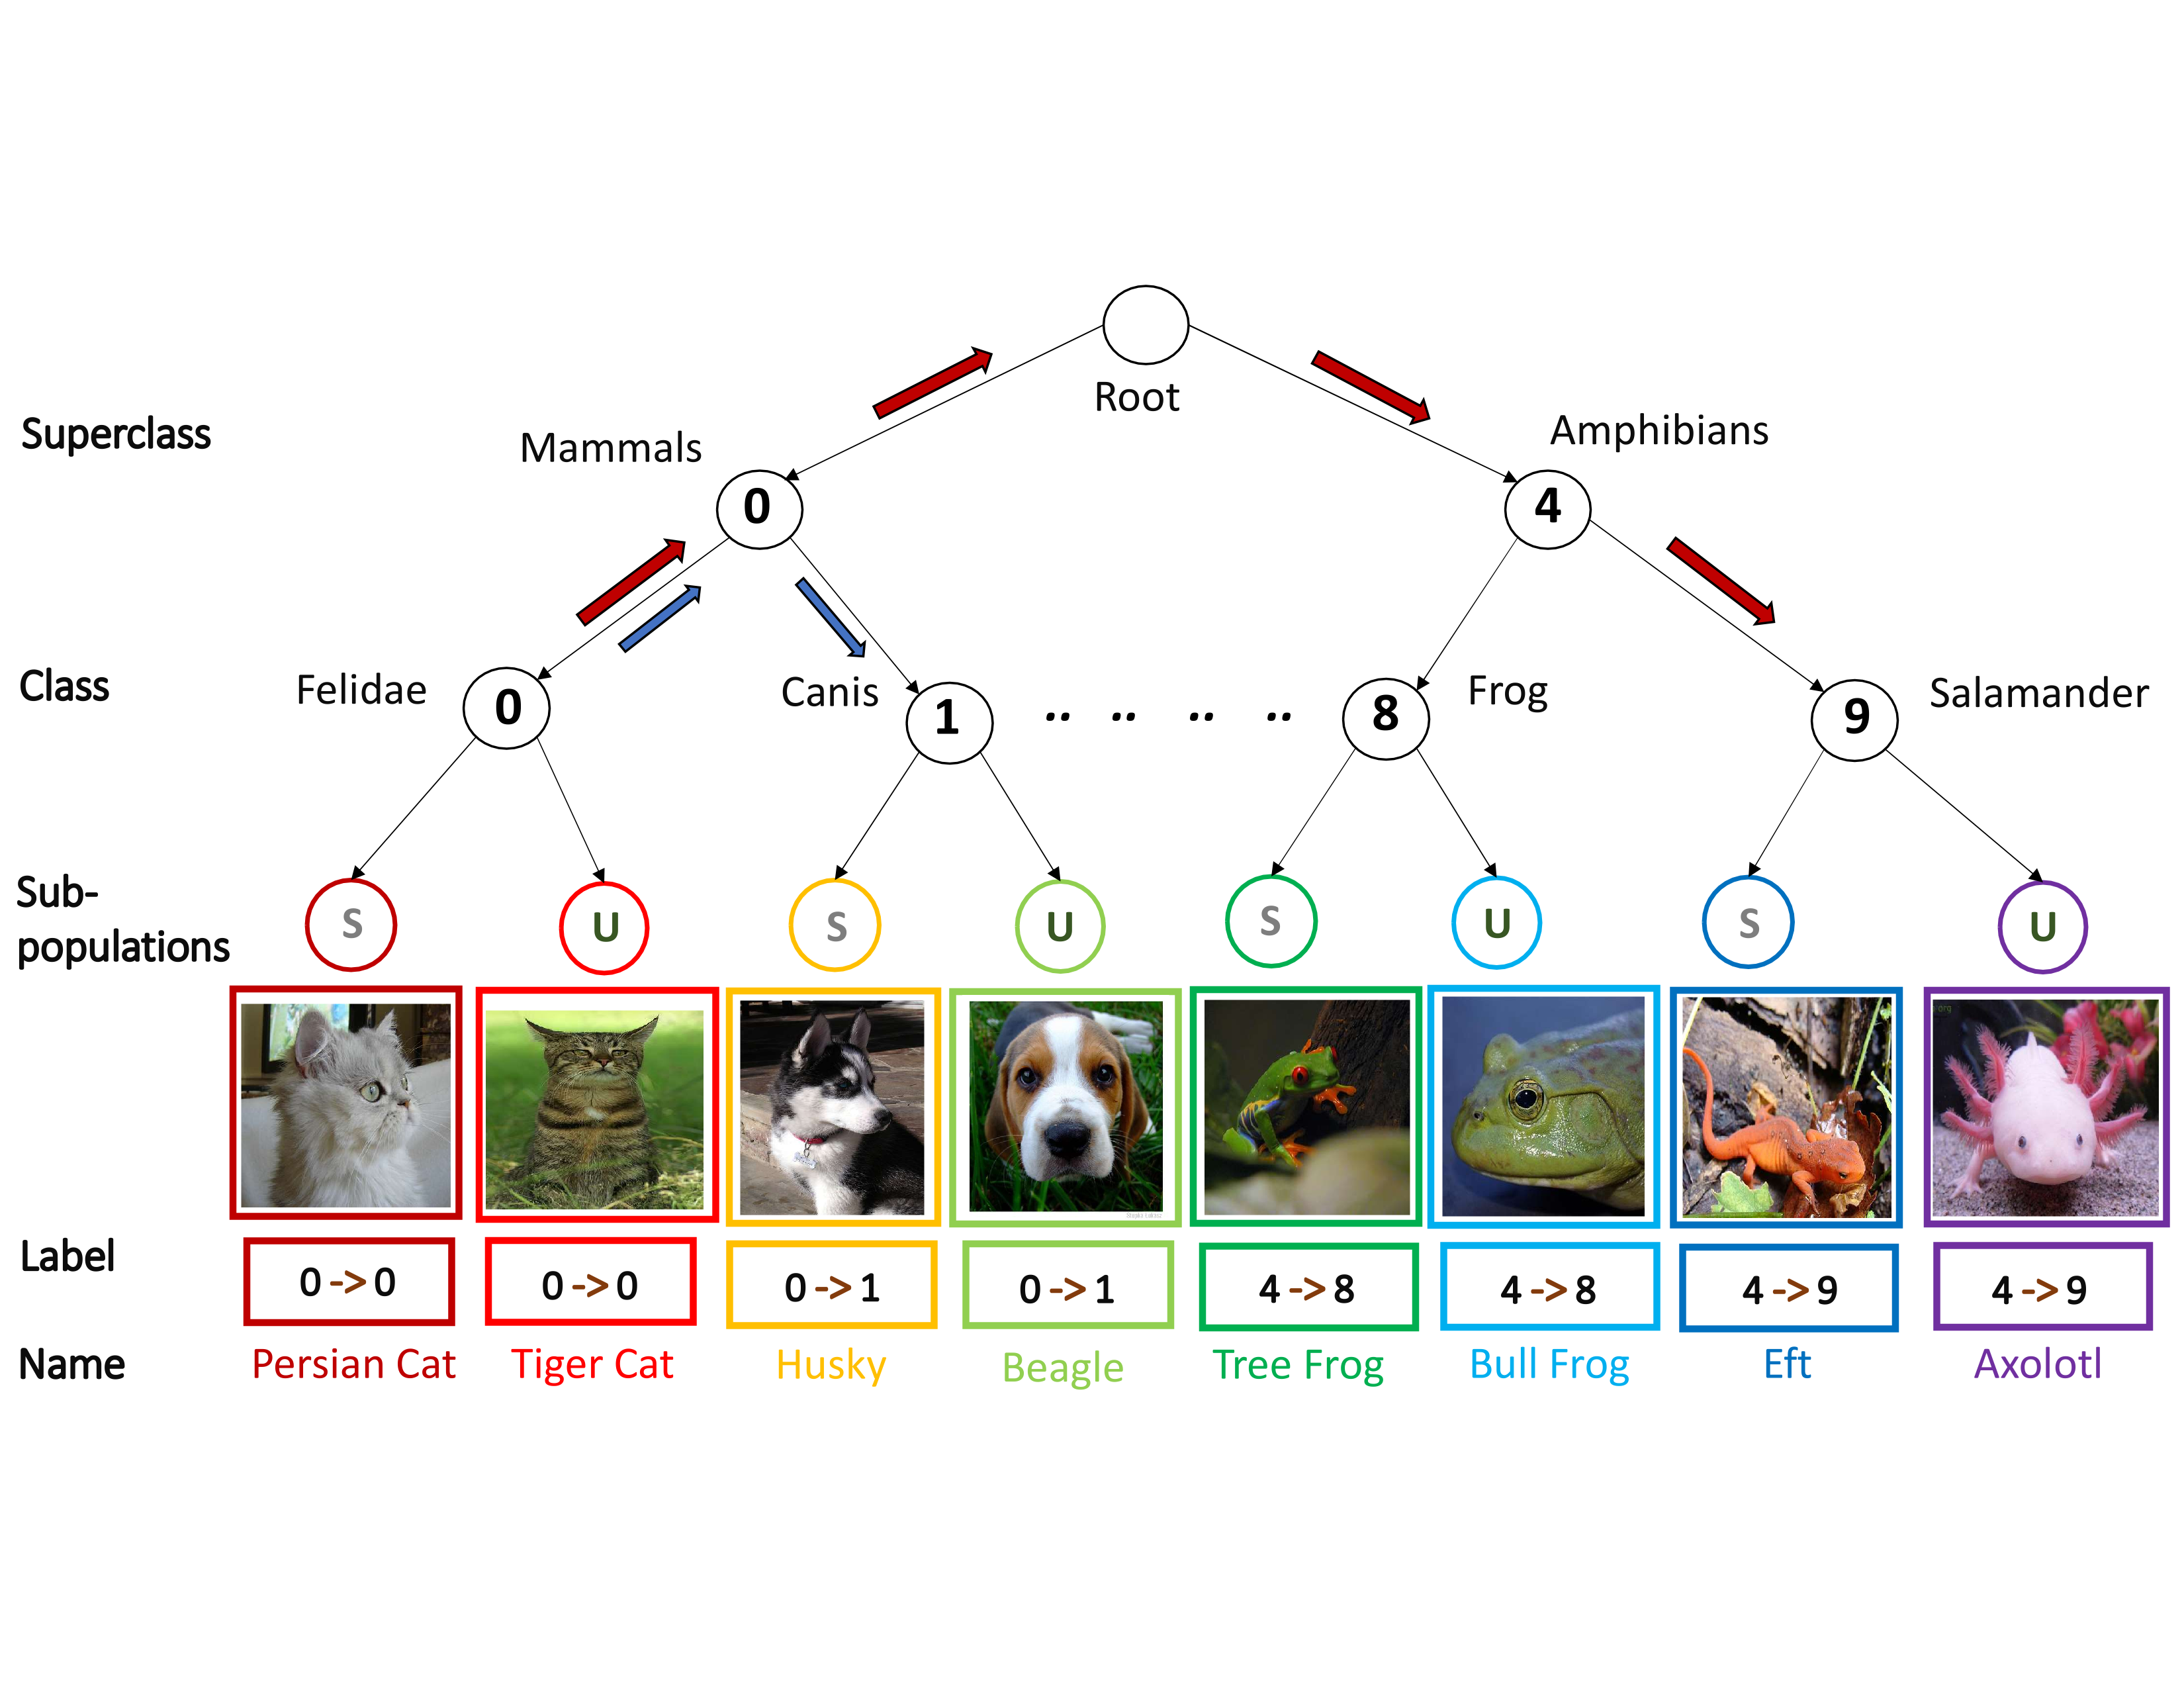 Root
Superclass
Mammals
Amphibians
0
4
Class
Felidae
0
Canis
1
.. .. .. ..
8
Frog
9
Salamander
Sub-
populations
S
U
S
U
S
U
S
U
Label
0 -> 0
0 -> 0
0 -> 1
0 -> 1
4 -> 8
4 -> 8
4 -> 9
4 -> 9
Name
Persian Cat
Tiger Cat
Husky
Beagle
Tree Frog
Bull Frog
Eft
Axolotl